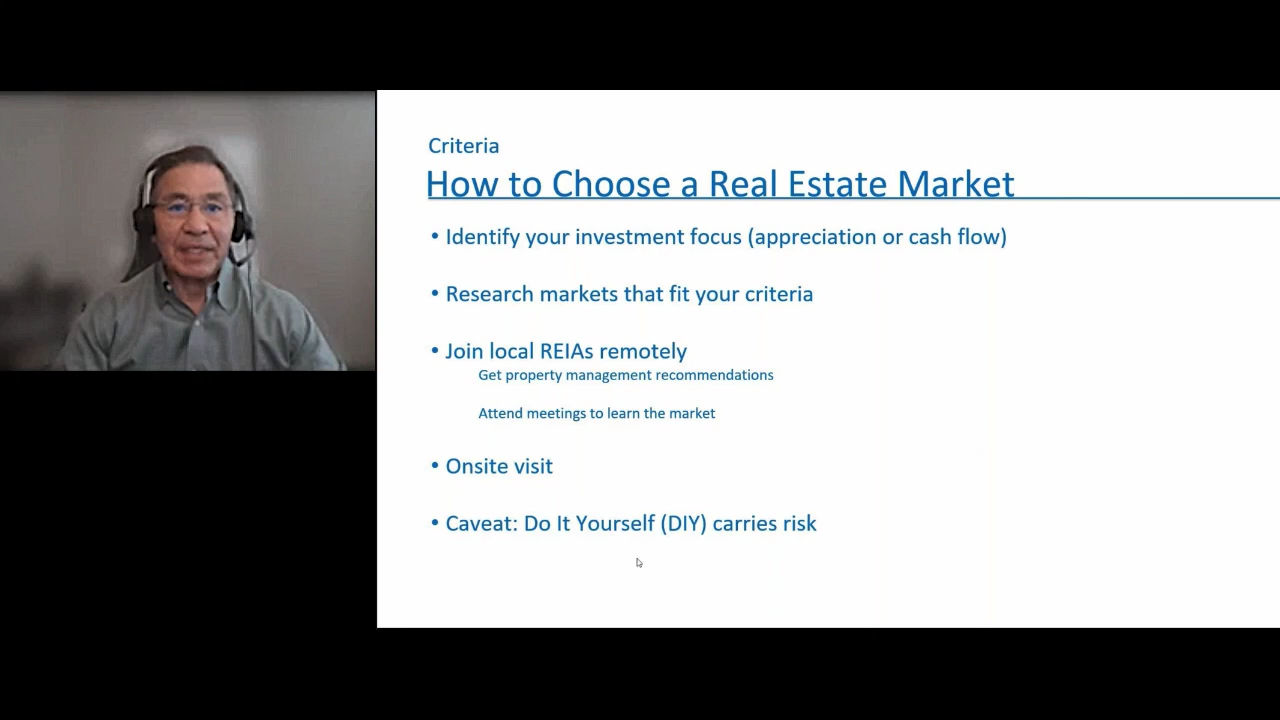 Criteria
How to Choose a Real Estate Market
• Identify your investment focus (appreciation or cash flow)
• Research markets that fit your criteria
• Join local REIAs remotely
Get property management recommendations
Attend meetings to learn the market
• Onsite visit
• Caveat: Do It Yourself (DIY) carries risk